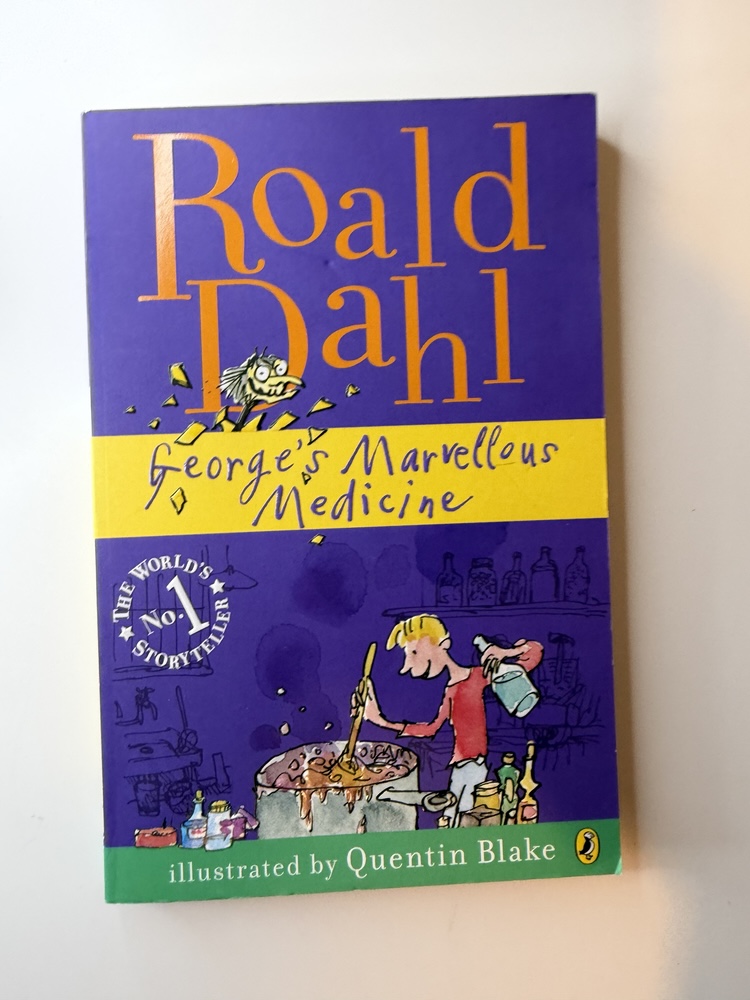 Roald
Dahl
George's Marvellous
Medicine
THE WORLD'S
No.1
STORYTELLER
illustrated by Quentin Blake